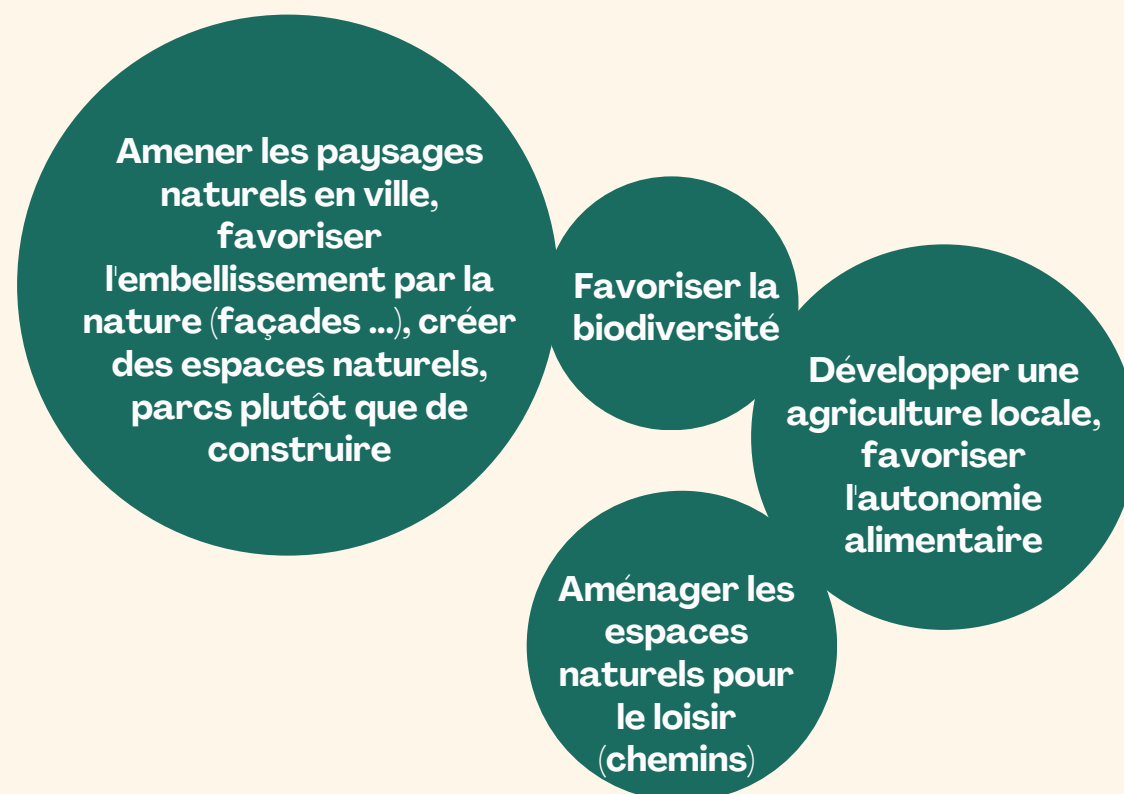 Amener les paysages
naturels en ville,
favoriser
l'embellissement par la
nature (façades ...), créer
des espaces naturels,
parcs plutôt que de
construire
Favoriser la
biodiversité
Développer une
agriculture locale,
favoriser
l'autonomie
alimentaire
Aménager les
espaces
naturels pour
le loisir
(chemins)